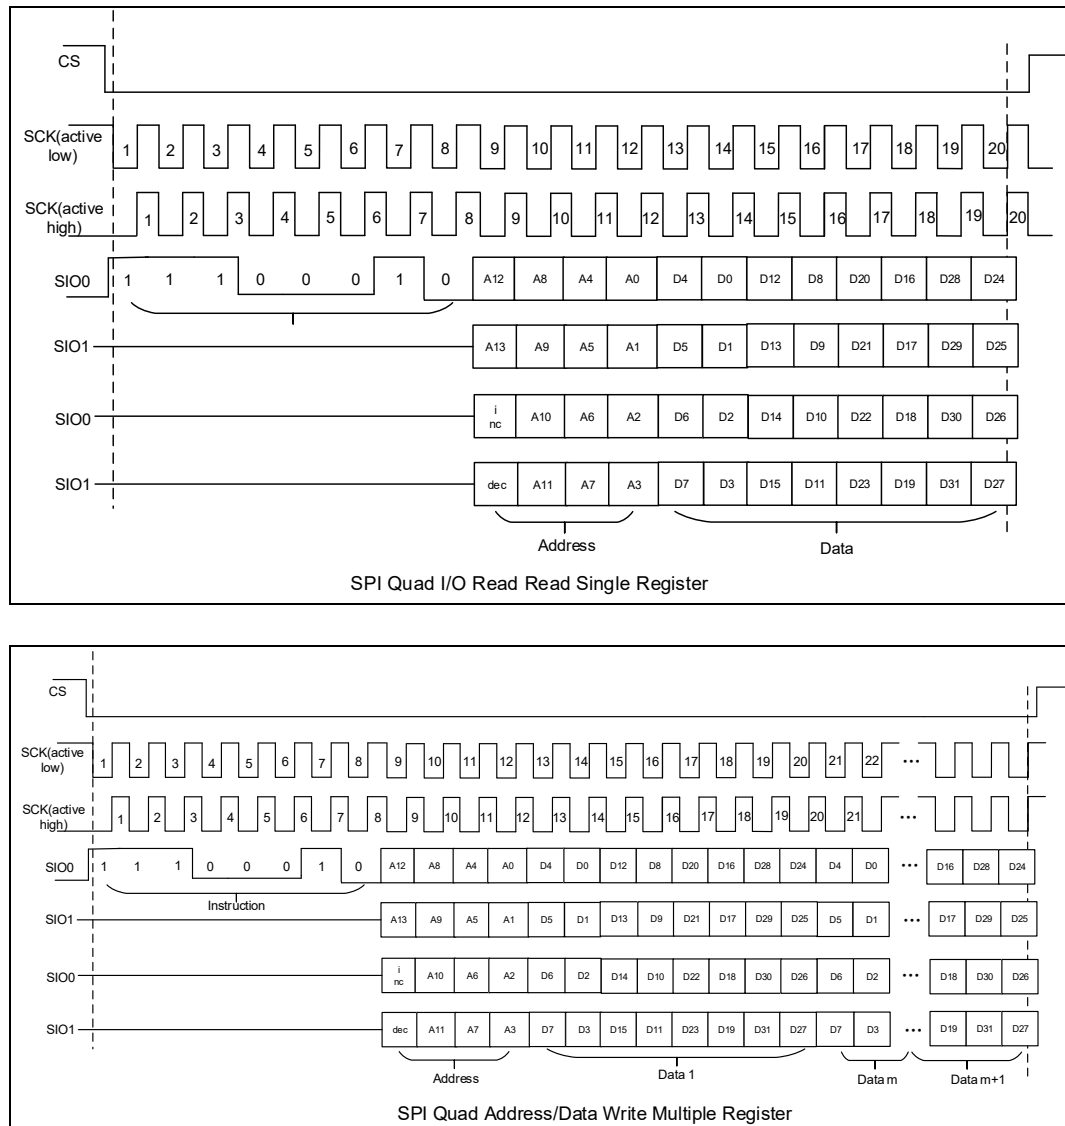 CS
SCK(active
low)
1 2 3 4 5 6 7 8 9 10 11 12 13 14 15 16 17 18 19 20
SCK(active
high)
1 2 3 4 5 6 7 8 9 10 11 12 13 14 15 16 17 18 19 20
SIO0 1 1 1 0 0 0 1 0 A12 A8 A4 A0 D4 D0 D12 D8 D20 D16 D28 D24
SIO1 A13 A9 A5 A1 D5 D1 D13 D9 D21 D17 D29 D25
SIO0 i
nc A10 A6 A2 D6 D2 D14 D10 D22 D18 D30 D26
SIO1 dec A11 A7 A3 D7 D3 D15 D11 D23 D19 D31 D27
Address Data
SPI Quad I/O Read Read Single Register
CS
SCK(active
low)
1 2 3 4 5 6 7 8 9 10 11 12 13 14 15 16 17 18 19 20 21 22 ...
SCK(active
high)
1 2 3 4 5 6 7 8 9 10 11 12 13 14 15 16 17 18 19 20 21 ...
SIO0 1 1 1 0 0 0 1 0 A12 A8 A4 A0 D4 D0 D12 D8 D20 D16 D28 D24 D4 D0 ... D16 D28 D24
Instruction
SIO1 A13 A9 A5 A1 D5 D1 D13 D9 D21 D17 D29 D25 D5 D1 ... D17 D29 D25
SIO0 i
nc A10 A6 A2 D6 D2 D14 D10 D22 D18 D30 D26 D6 D2 ... D18 D30 D26
SIO1 dec A11 A7 A3 D7 D3 D15 D11 D23 D19 D31 D27 D7 D3 ... D19 D31 D27
Address Data 1 Data m Data m+1
SPI Quad Address/Data Write Multiple Register